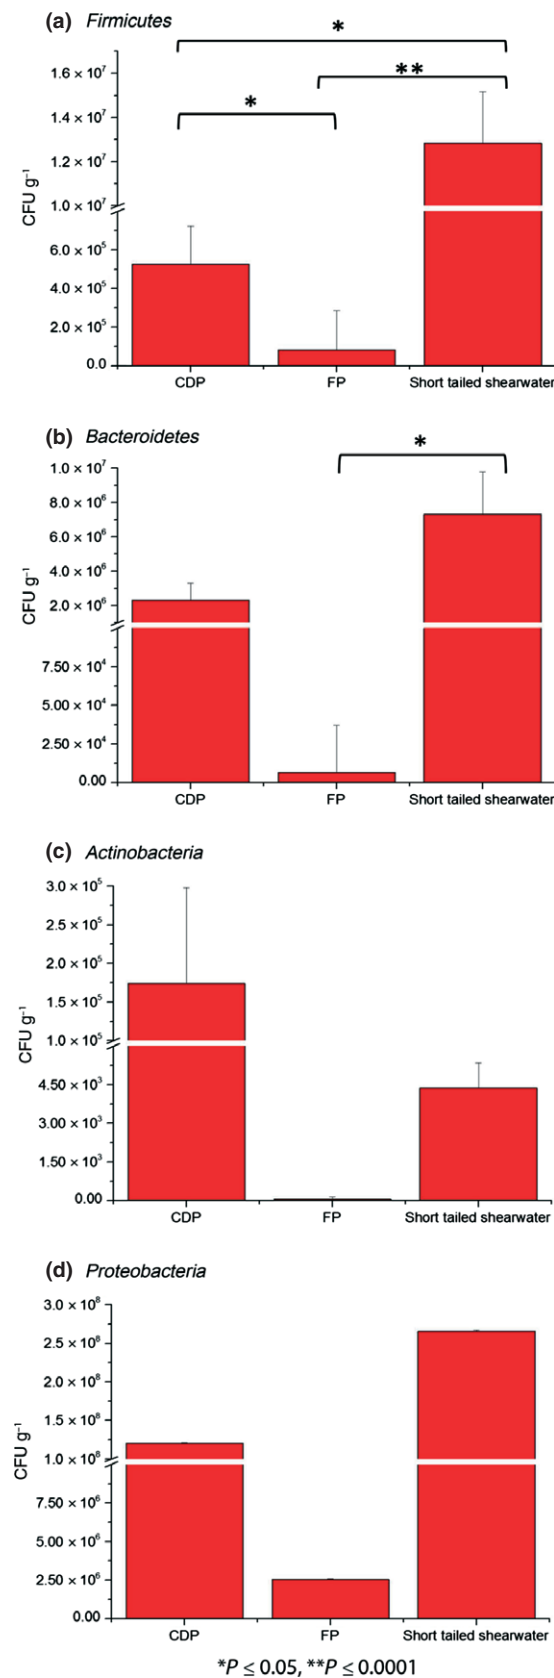 (a) Firmicutes
*
**
*
1.6 × 10⁷
1.4 × 10⁷
1.2 × 10⁷
1.0 × 10⁷
6.0 × 10⁵
4.0 × 10⁵
2.0 × 10⁵
0.0
CFU g⁻¹
CDP FP Short tailed shearwater
(b) Bacteroidetes
*
1.0 × 10⁷
8.0 × 10⁶
6.0 × 10⁶
4.0 × 10⁶
2.0 × 10⁶
7.50 × 10⁴
5.00 × 10⁴
2.50 × 10⁴
0.00
CFU g⁻¹
CDP FP Short tailed shearwater
(c) Actinobacteria
3.0 × 10⁵
2.5 × 10⁵
2.0 × 10⁵
1.5 × 10⁵
1.0 × 10⁵
4.50 × 10³
3.00 × 10³
1.50 × 10³
0.00
CFU g⁻¹
CDP FP Short tailed shearwater
(d) Proteobacteria
3.0 × 10⁸
2.5 × 10⁸
2.0 × 10⁸
1.5 × 10⁸
1.0 × 10⁸
7.50 × 10⁶
5.00 × 10⁶
2.50 × 10⁶
0.00
CFU g⁻¹
CDP FP Short tailed shearwater
*P ≤ 0.05, **P ≤ 0.0001